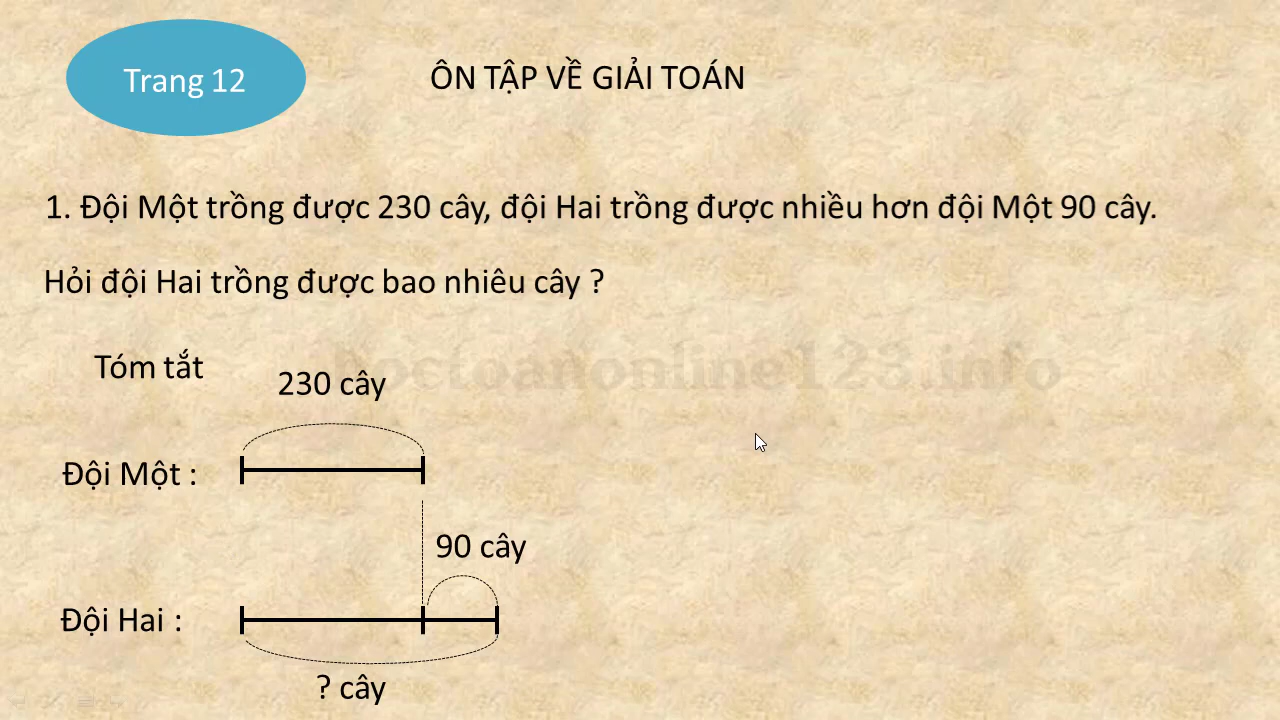 Trang 12
ÔN TẬP VỀ GIẢI TOÁN
1. Đội Một trồng được 230 cây, đội Hai trồng được nhiều hơn đội Một 90 cây.
Hỏi đội Hai trồng được bao nhiêu cây ?
Tóm tắt
hoctoanonline123.info
230 cây
Đội Một :
90 cây
Đội Hai :
? cây